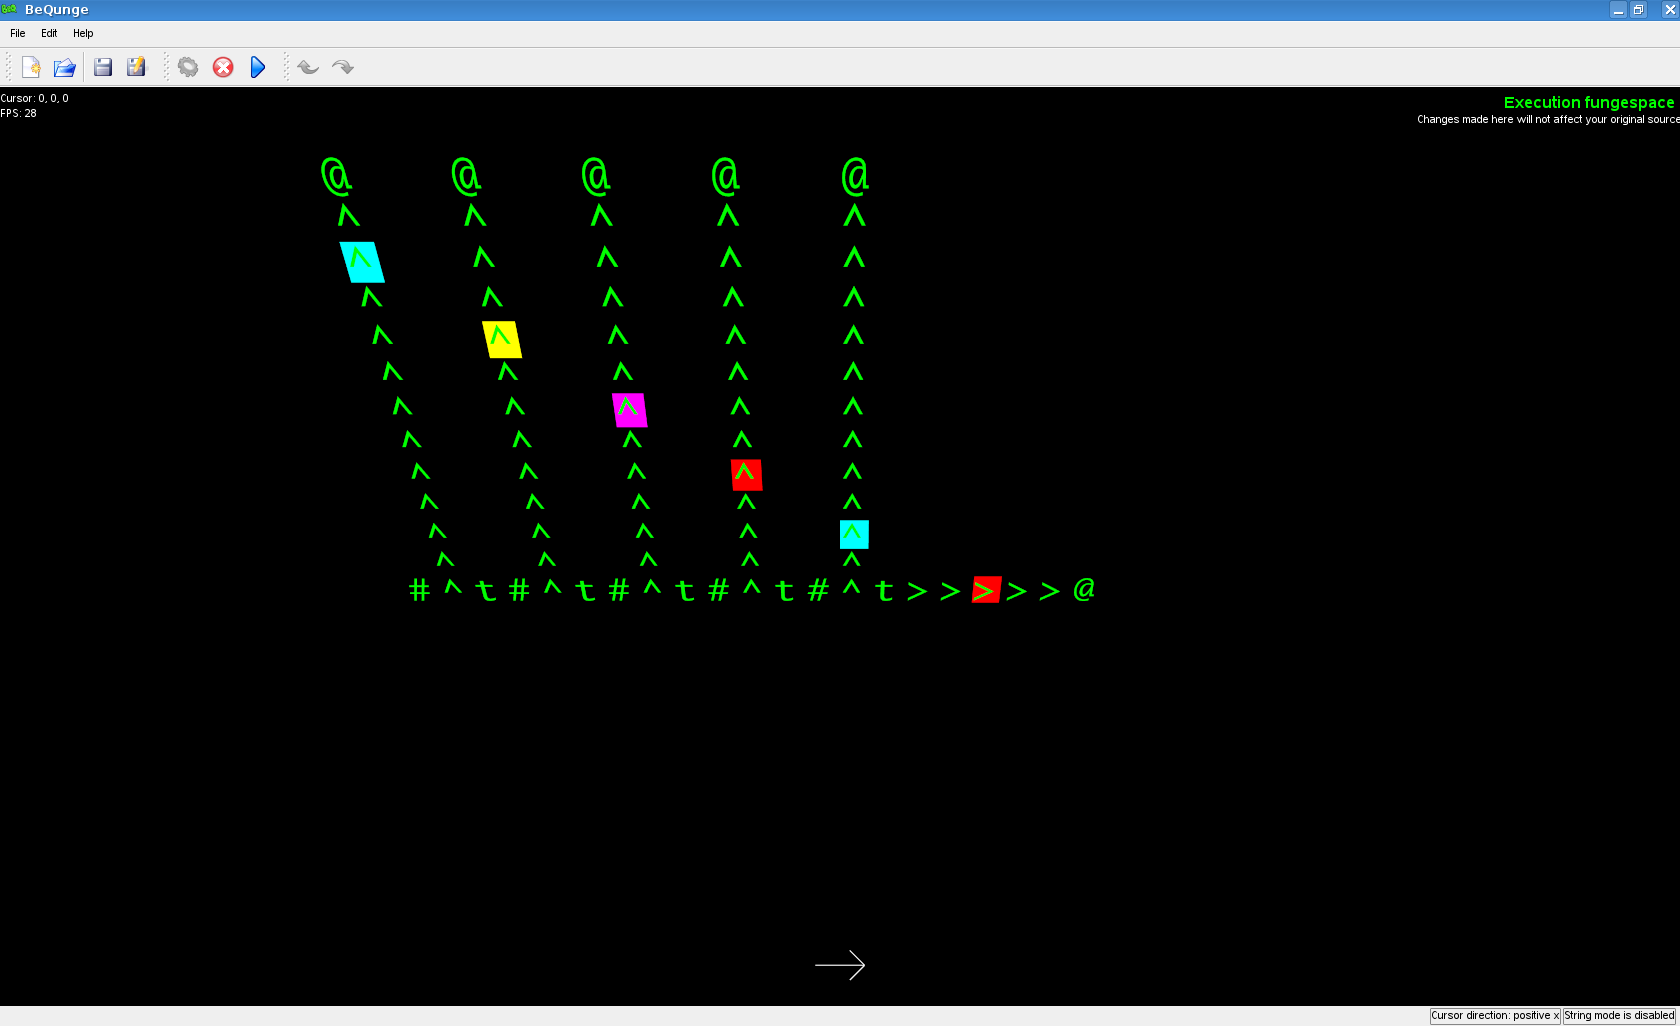 BeQunge
File Edit Help
Cursor: 0, 0, 0
FPS: 28
Execution fungespace
Changes made here will not affect your original source
@ @ @ @ @
^ ^ ^ ^ ^
^ ^ ^ ^ ^
^ ^ ^ ^ ^
^ ^ ^ ^ ^
^ ^ ^ ^ ^
^ ^ ^ ^ ^
^ ^ ^ ^ ^
^ ^ ^ ^ ^
^ ^ ^ ^ ^
^ ^ ^ ^ ^
^ ^ ^ ^ ^
# ^ t # ^ t # ^ t # ^ t # ^ t > > > > > @
Cursor direction: positive x String mode is disabled